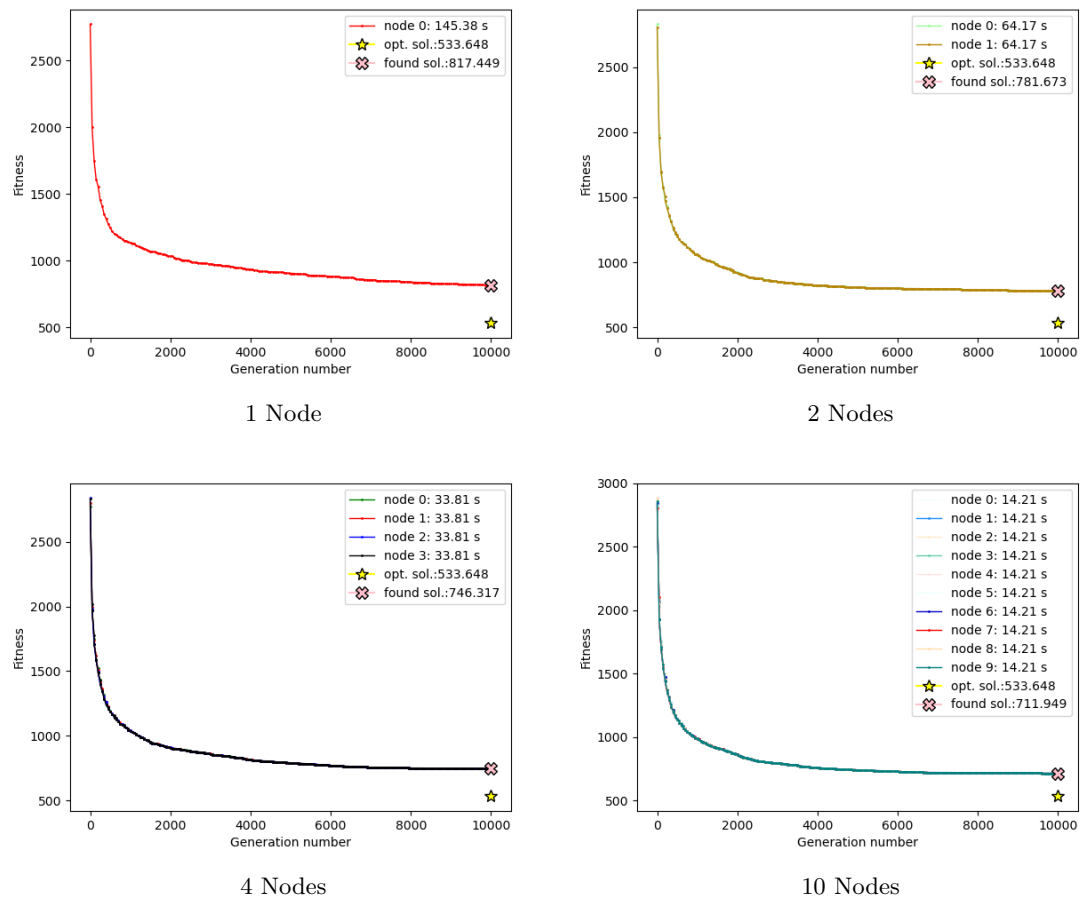 node 0: 145.38 s
opt. sol.:533.648
found sol.:817.449
2500
2000
1500
1000
500
Fitness
0 2000 4000 6000 8000 10000
Generation number
1 Node
node 0: 64.17 s
node 1: 64.17 s
opt. sol.:533.648
found sol.:781.673
2500
2000
1500
1000
500
Fitness
0 2000 4000 6000 8000 10000
Generation number
2 Nodes
node 0: 33.81 s
node 1: 33.81 s
node 2: 33.81 s
node 3: 33.81 s
opt. sol.:533.648
found sol.:746.317
2500
2000
1500
1000
500
Fitness
0 2000 4000 6000 8000 10000
Generation number
4 Nodes
node 0: 14.21 s
node 1: 14.21 s
node 2: 14.21 s
node 3: 14.21 s
node 4: 14.21 s
node 5: 14.21 s
node 6: 14.21 s
node 7: 14.21 s
node 8: 14.21 s
node 9: 14.21 s
opt. sol.:533.648
found sol.:711.949
3000
2500
2000
1500
1000
500
Fitness
0 2000 4000 6000 8000 10000
Generation number
10 Nodes